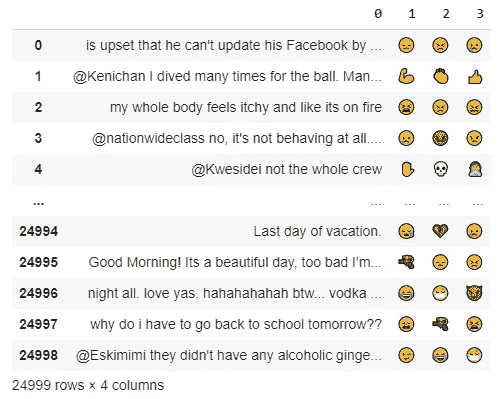 0 1 2 3
0 is upset that he can't update his Facebook by ...
1 @Kenichan I dived many times for the ball. Man...
2 my whole body feels itchy and like its on fire
3 @nationwideclass no, it's not behaving at all....
4 @Kwesidei not the whole crew
... ... ... ... ...
24994 Last day of vacation.
24995 Good Morning! Its a beautiful day, too bad I'm...
24996 night all. love yas. hahahahahah btw... vodka ...
24997 why do i have to go back to school tomorrow??
24998 @Eskimimi they didn't have any alcoholic ginge...
24999 rows × 4 columns